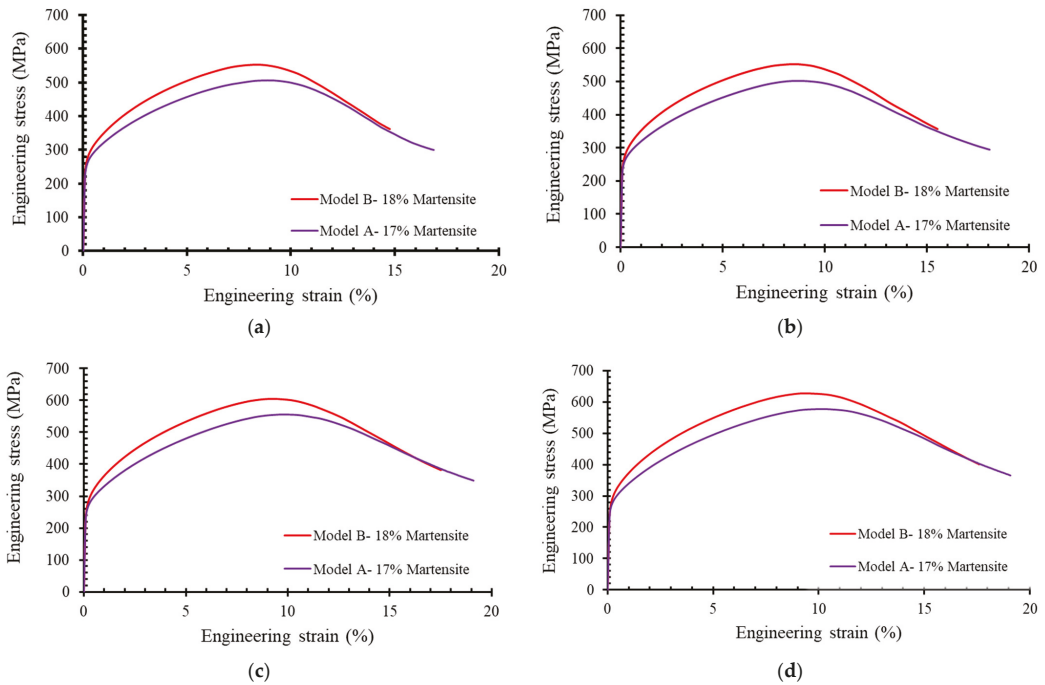 700
600
500
400
300
200
100
0
Engineering stress (MPa)
Model B- 18% Martensite
Model A- 17% Martensite
0 5 10 15 20
Engineering strain (%)
(a)
700
600
500
400
300
200
100
0
Engineering stress (MPa)
Model B- 18% Martensite
Model A- 17% Martensite
0 5 10 15 20
Engineering strain (%)
(b)
700
600
500
400
300
200
100
0
Engineering stress (MPa)
Model B- 18% Martensite
Model A- 17% Martensite
0 5 10 15 20
Engineering strain (%)
(c)
700
600
500
400
300
200
100
0
Engineering stress (MPa)
Model B- 18% Martensite
Model A- 17% Martensite
0 5 10 15 20
Engineering strain (%)
(d)